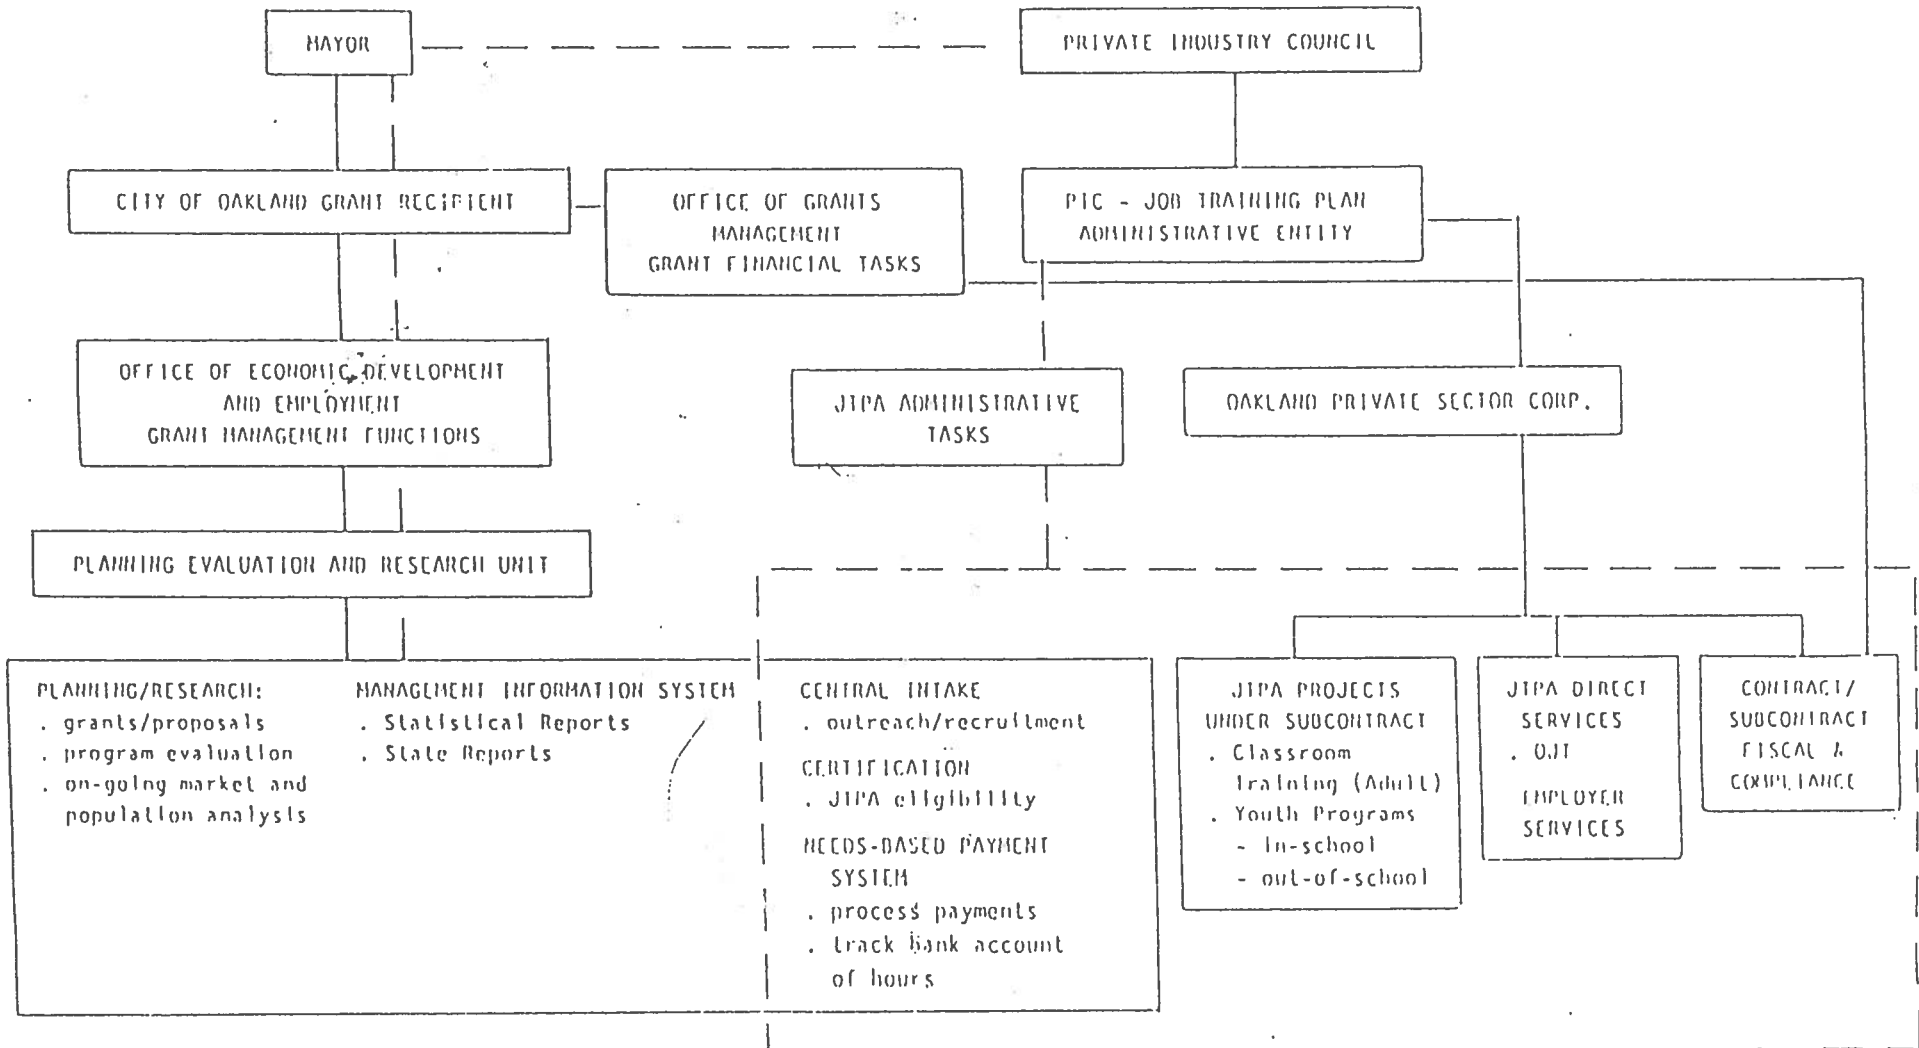 MAYOR
PRIVATE INDUSTRY COUNCIL
CITY OF OAKLAND GRANT RECIPIENT
OFFICE OF GRANTS
MANAGEMENT
GRANT FINANCIAL TASKS
PIC - JOB TRAINING PLAN
ADMINISTRATIVE ENTITY
OFFICE OF ECONOMIC DEVELOPMENT
AND EMPLOYMENT
GRANT MANAGEMENT FUNCTIONS
JTPA ADMINISTRATIVE
TASKS
OAKLAND PRIVATE SECTOR CORP.
PLANNING EVALUATION AND RESEARCH UNIT
PLANNING/RESEARCH:
. grants/proposals
. program evaluation
. on-going market and
population analysis
MANAGEMENT INFORMATION SYSTEM
. Statistical Reports
. State Reports
CENTRAL INTAKE
. outreach/recruitment
CERTIFICATION
. JTPA eligibility
NEEDS-BASED PAYMENT
SYSTEM
. process payments
. track bank account
of hours
JTPA PROJECTS
UNDER SUBCONTRACT
. Classroom
Training (Adult)
. Youth Programs
- in-school
- out-of-school
JTPA DIRECT
SERVICES
. OJT
EMPLOYER
SERVICES
CONTRACT/
SUBCONTRACT
FISCAL &
COMPLIANCE